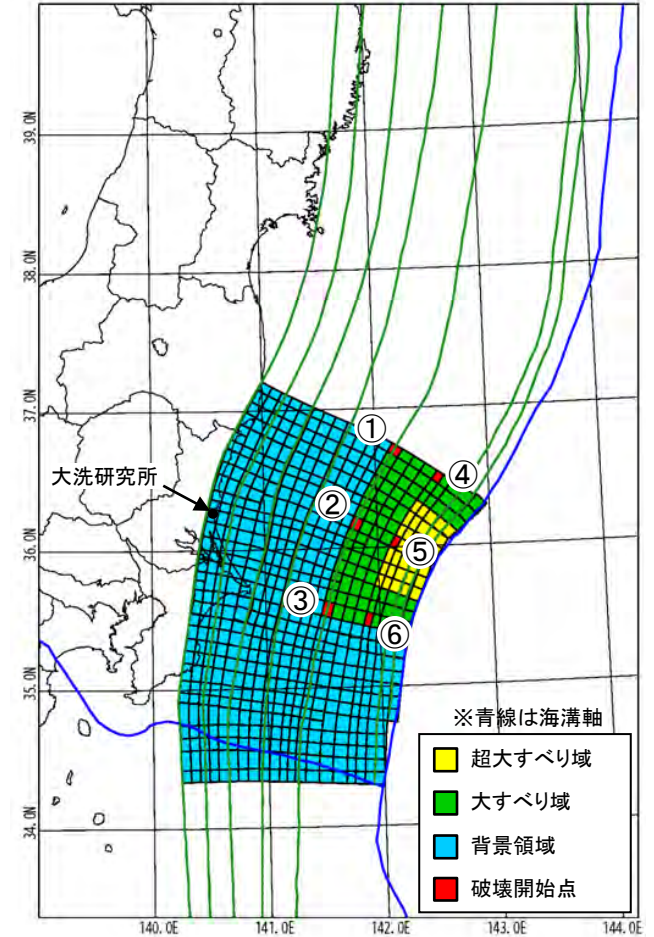 39.0N
38.0N
37.0N
①
④
大洗研究所
②
36.0N
⑤
③
⑥
35.0N
※青線は海溝軸
超大すべり域
大すべり域
34.0N
背景領域
破壊開始点
140.0E
141.0E
142.0E
143.0E
144.0E